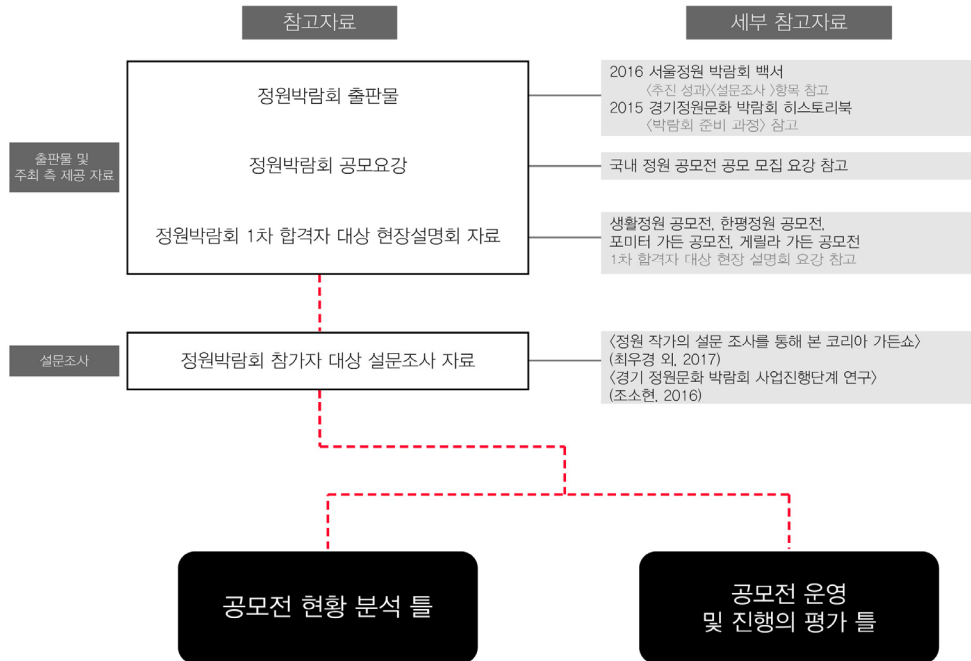 참고자료
세부 참고자료
출판물 및
주최 측 제공 자료
정원박람회 출판물
2016 서울정원 박람회 백서
<추진 성과><설문조사 >항목 참고
2015 경기정원문화 박람회 히스토리북
<박람회 준비 과정> 참고
정원박람회 공모요강
국내 정원 공모전 공모 모집 요강 참고
정원박람회 1차 합격자 대상 현장설명회 자료
생활정원 공모전, 한평정원 공모전,
포미터 가든 공모전, 게릴라 가든 공모전
1차 합격자 대상 현장 설명회 요강 참고
설문조사
정원박람회 참가자 대상 설문조사 자료
<정원 작가의 설문 조사를 통해 본 코리아 가든쇼>
(최우경 외, 2017)
<경기 정원문화 박람회 사업진행단계 연구>
(조소현, 2016)
공모전 현황 분석 틀
공모전 운영
및 진행의 평가 틀